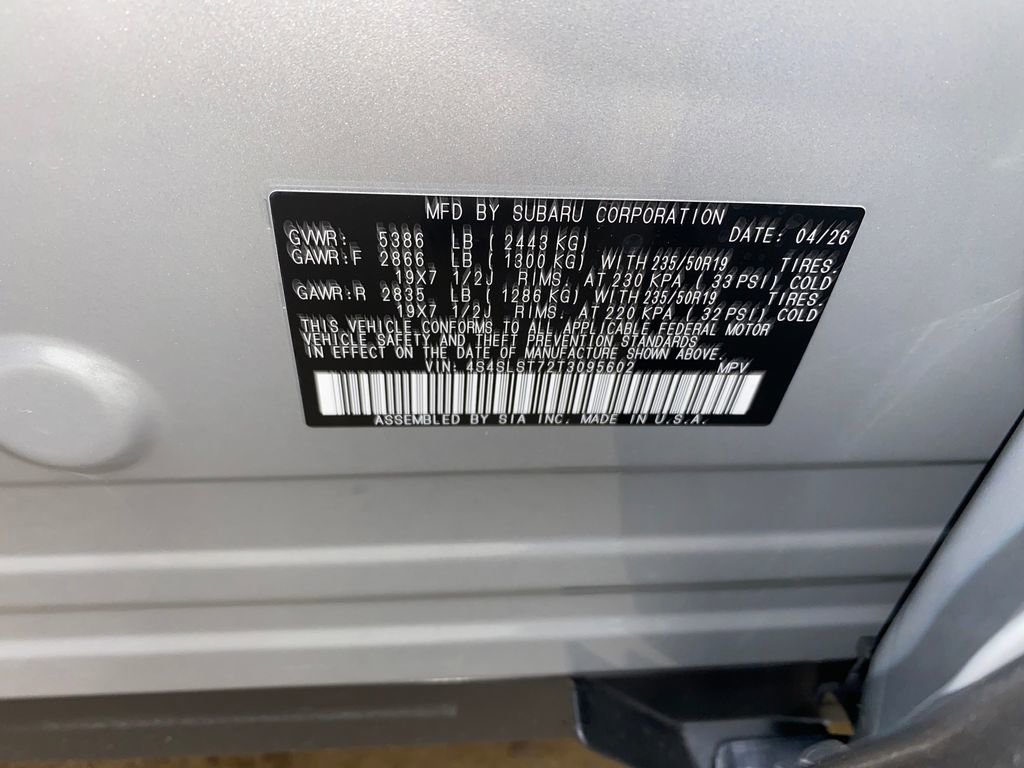 MFD BY SUBARU CORPORATION
GVWR: 5386 LB ( 2443 KG) DATE: 04/26
GAWR:F 2866 LB ( 1300 KG) WITH 235/50R19 TIRES.
19X7 1/2J RIMS. AT 230 KPA ( 33 PSI) COLD
GAWR:R 2835 LB ( 1286 KG) WITH 235/50R19 TIRES.
19X7 1/2J RIMS. AT 220 KPA ( 32 PSI) COLD
THIS VEHICLE CONFORMS TO ALL APPLICABLE FEDERAL MOTOR
VEHICLE SAFETY AND THEFT PREVENTION STANDARDS
IN EFFECT ON THE DATE OF MANUFACTURE SHOWN ABOVE.
VIN: 4S4SLST72T3095602 MPV
ASSEMBLED BY SIA INC. MADE IN U.S.A.